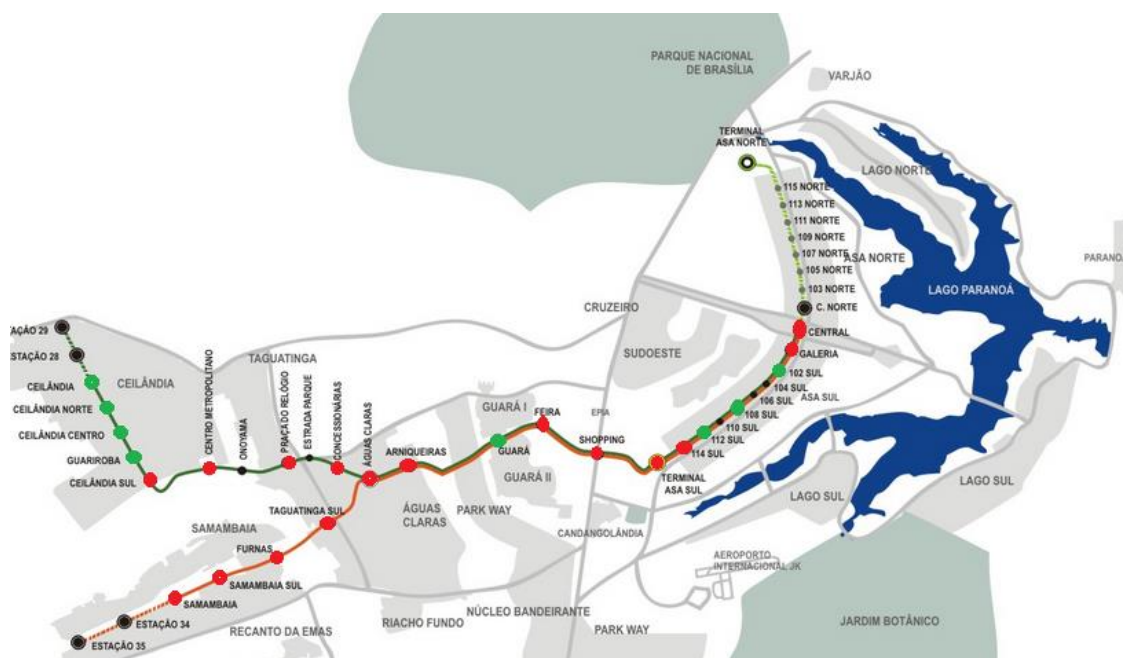 PARQUE NACIONAL
DE BRASÍLIA
VARJÃO
TERMINAL
ASA NORTE
LAGO NORTE
115 NORTE
113 NORTE
111 NORTE
109 NORTE
107 NORTE
105 NORTE
103 NORTE
ASA NORTE
PARANOÁ
LAGO PARANOÁ
C. NORTE
CRUZEIRO
CENTRAL
GALERIA
SUDOESTE
102 SUL
104 SUL
106 SUL
ASA SUL
108 SUL
110 SUL
112 SUL
114 SUL
TERMINAL
ASA SUL
TAÇÃO 29
ESTAÇÃO 28
CEILÂNDIA
CEILÂNDIA
CEILÂNDIA NORTE
CEILÂNDIA CENTRO
GUARIROBA
CEILÂNDIA SUL
TAGUATINGA
CENTRO METROPOLITANO
ONOYAMA
PRAÇA DO RELÓGIO
ESTRADA PARQUE
CONCESSIONÁRIAS
ÁGUAS CLARAS
ARNIQUEIRAS
GUARÁ I
GUARÁ
FEIRA
EPIA
SHOPPING
GUARÁ II
PARK WAY
ÁGUAS
CLARAS
TAGUATINGA SUL
SAMAMBAIA
FURNAS
SAMAMBAIA SUL
SAMAMBAIA
ESTAÇÃO 34
ESTAÇÃO 35
RECANTO DA EMAS
RIACHO FUNDO
NÚCLEO BANDEIRANTE
CANDANGOLÂNDIA
PARK WAY
AEROPORTO
INTERNACIONAL JK
LAGO SUL
LAGO SUL
JARDIM BOTÂNICO